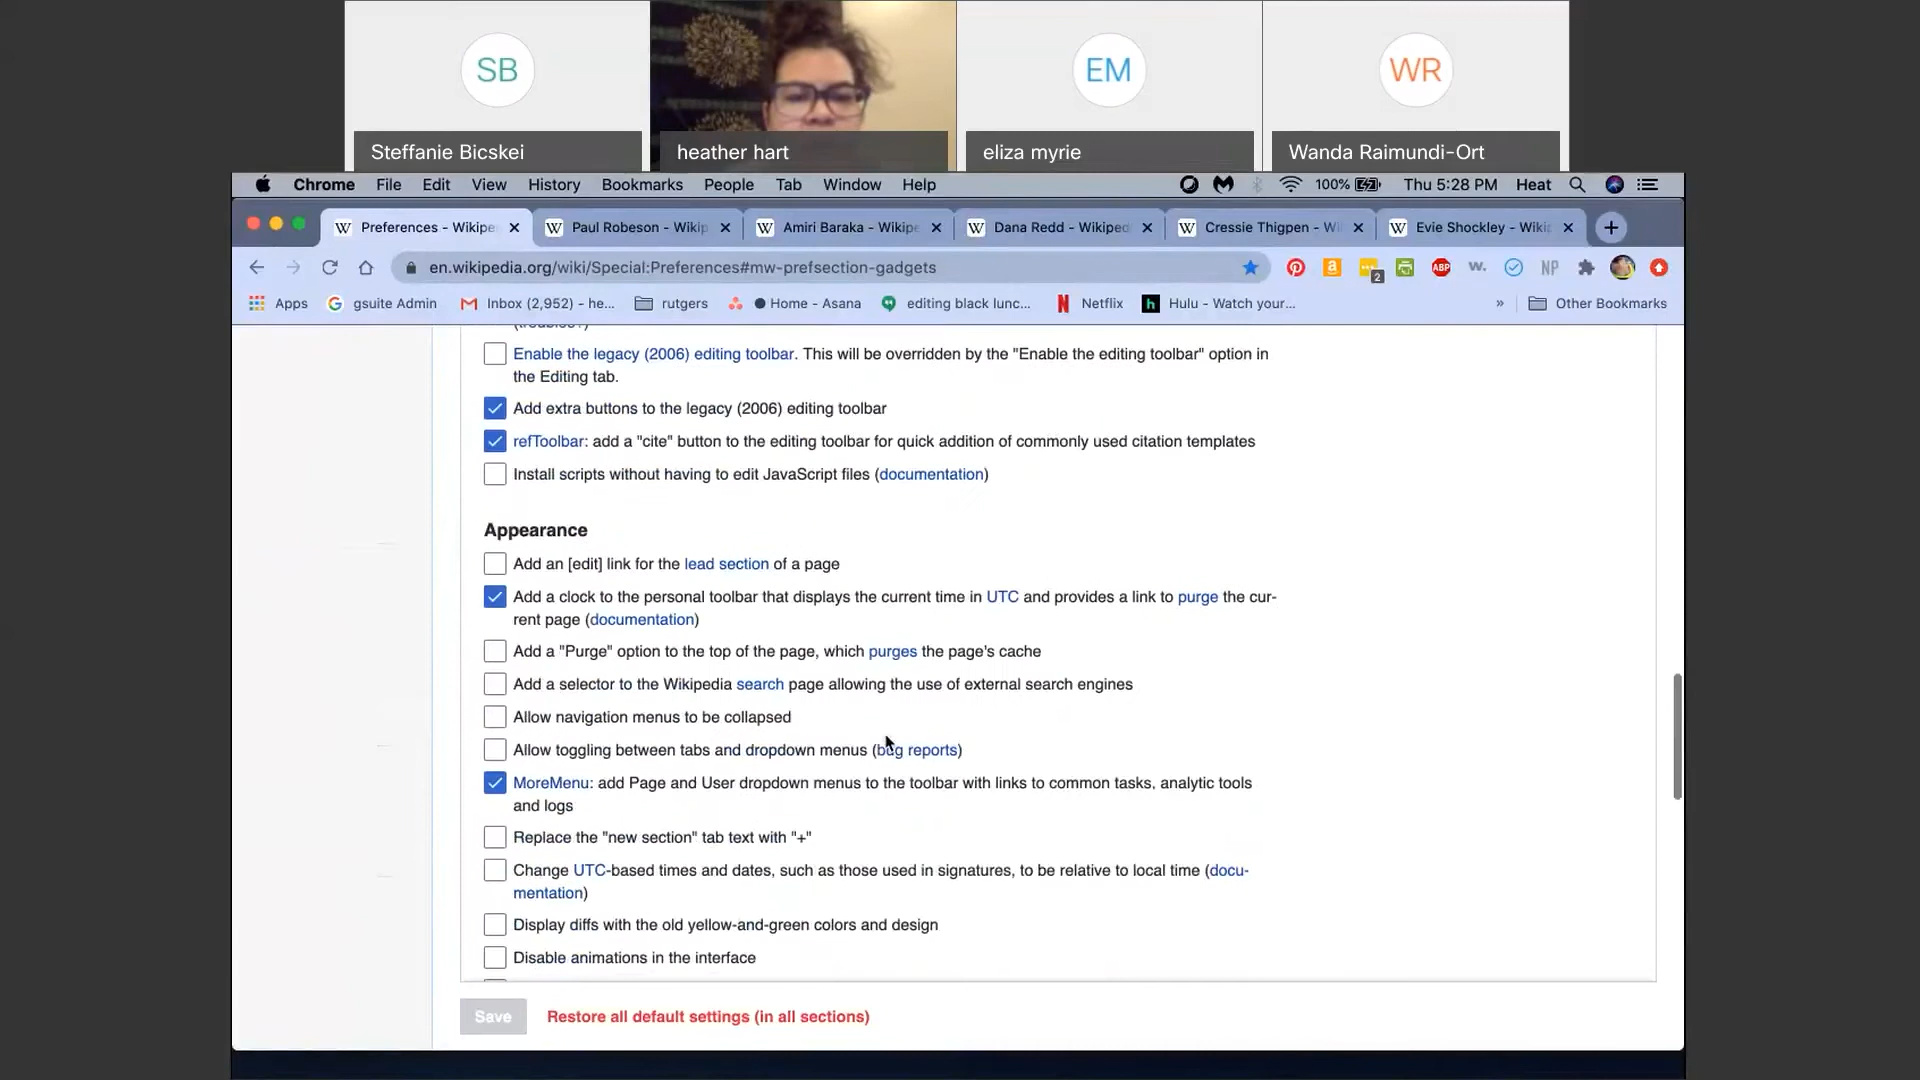 SB
EM
WR
Steffanie Bicskei
heather hart
eliza myrie
Wanda Raimundi-Ort
Chrome File Edit View History Bookmarks People Tab Window Help
100% Thu 5:28 PM Heat
Preferences - Wikipe
Paul Robeson - Wikip
Amiri Baraka - Wikipe
Dana Redd - Wikiped
Cressie Thigpen - Wi
Evie Shockley - Wiki
en.wikipedia.org/wiki/Special:Preferences#mw-prefsection-gadgets
2
ABP
w.
NP
Apps
gsuite Admin
Inbox (2,952) - he...
rutgers
Home - Asana
editing black lunc...
Netflix
Hulu - Watch your...
»
Other Bookmarks
(troubles?)
Enable the legacy (2006) editing toolbar. This will be overridden by the "Enable the editing toolbar" option in
the Editing tab.
Add extra buttons to the legacy (2006) editing toolbar
refToolbar: add a "cite" button to the editing toolbar for quick addition of commonly used citation templates
Install scripts without having to edit JavaScript files (documentation)
Appearance
Add an [edit] link for the lead section of a page
Add a clock to the personal toolbar that displays the current time in UTC and provides a link to purge the cur-
rent page (documentation)
Add a "Purge" option to the top of the page, which purges the page's cache
Add a selector to the Wikipedia search page allowing the use of external search engines
Allow navigation menus to be collapsed
Allow toggling between tabs and dropdown menus (bug reports)
MoreMenu: add Page and User dropdown menus to the toolbar with links to common tasks, analytic tools
and logs
Replace the "new section" tab text with "+"
Change UTC-based times and dates, such as those used in signatures, to be relative to local time (docu-
mentation)
Display diffs with the old yellow-and-green colors and design
Disable animations in the interface
Save
Restore all default settings (in all sections)